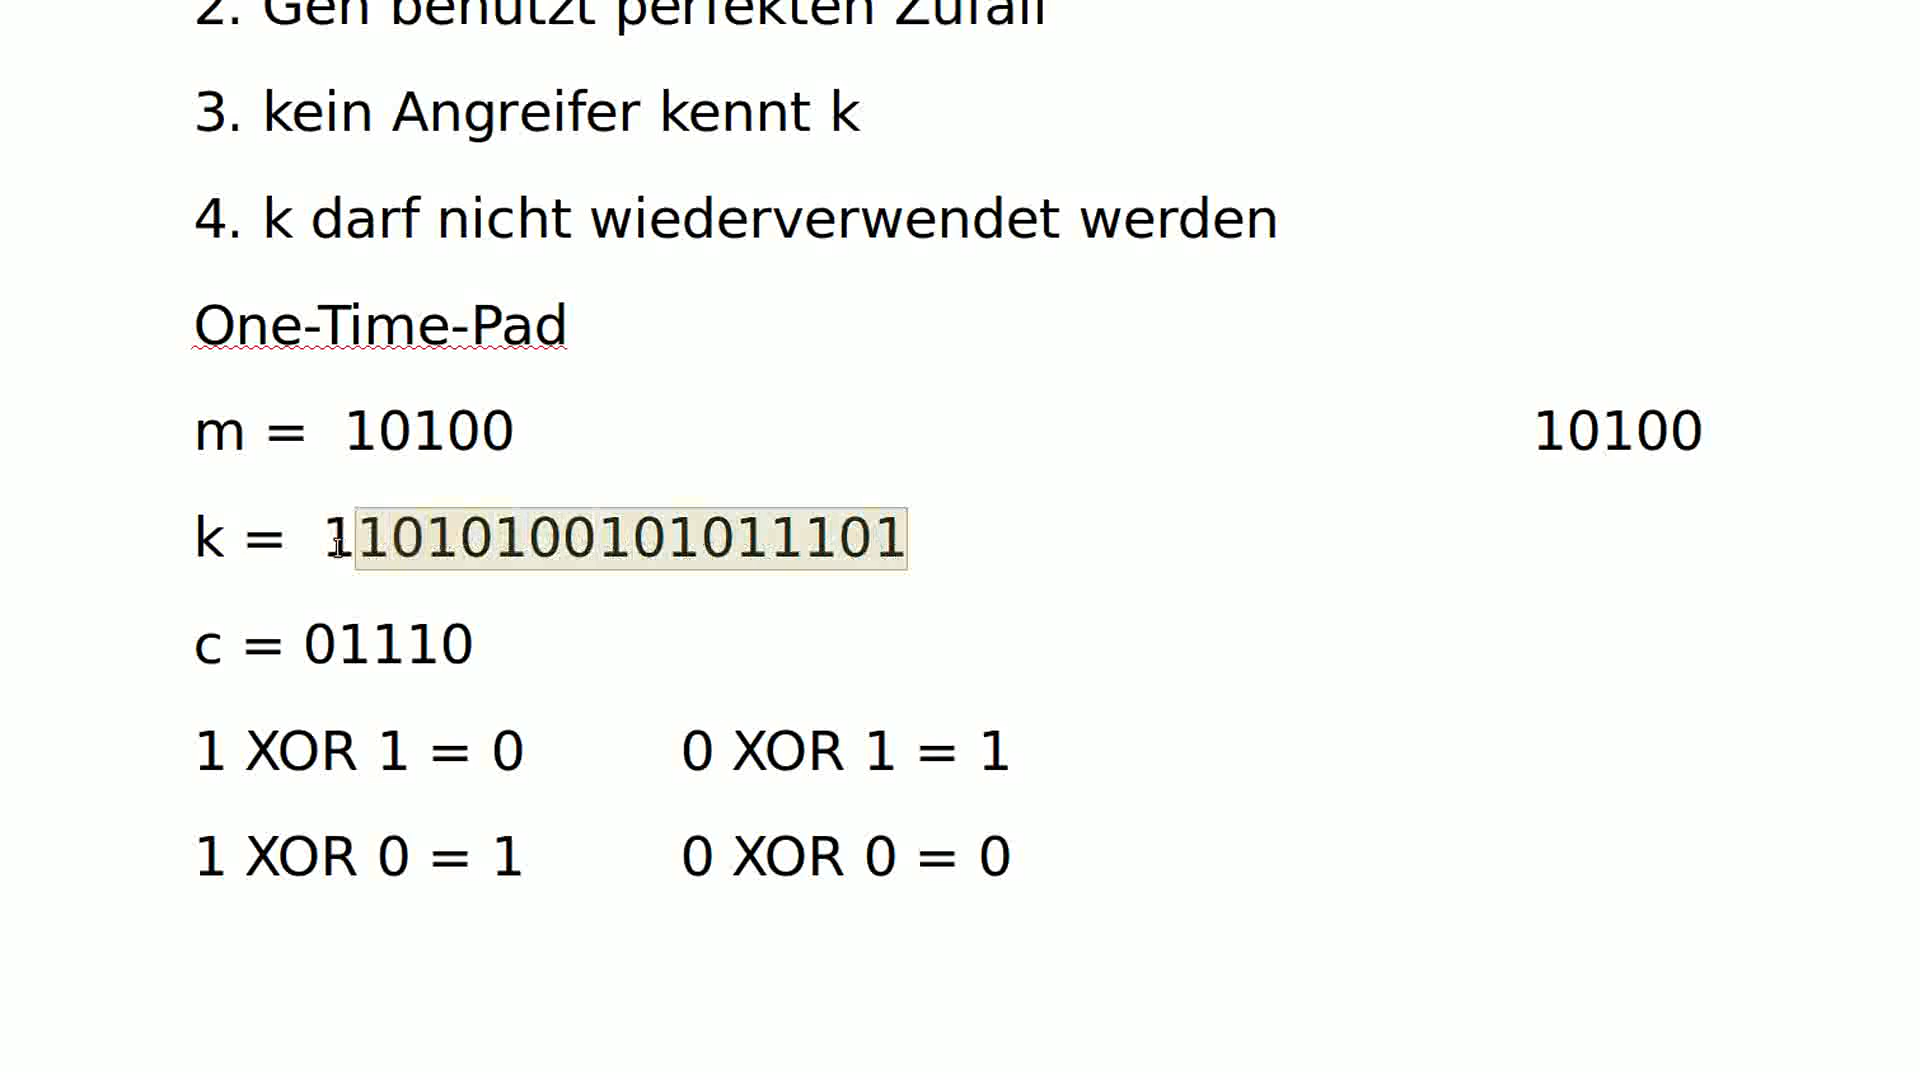 2. Gen benutzt perfekten Zufall
3. kein Angreifer kennt k
4. k darf nicht wiederverwendet werden
One-Time-Pad
m = 10100 10100
k = 11010100101011101
c = 01110
1 XOR 1 = 0 0 XOR 1 = 1
1 XOR 0 = 1 0 XOR 0 = 0